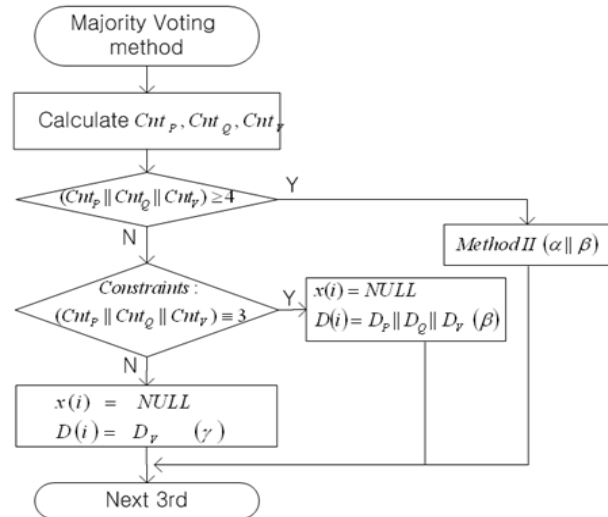 Majority Voting
method
Calculate Cnt_P, Cnt_Q, Cnt_V
(Cnt_P || Cnt_Q || Cnt_V) ≥ 4
Y
N
Method II (α || β)
Constraints :
(Cnt_P || Cnt_Q || Cnt_V) ≡ 3
Y
x(i) = NULL
D(i) = D_P || D_Q || D_V (β)
N
x(i) = NULL
D(i) = D_V (γ)
Next 3rd